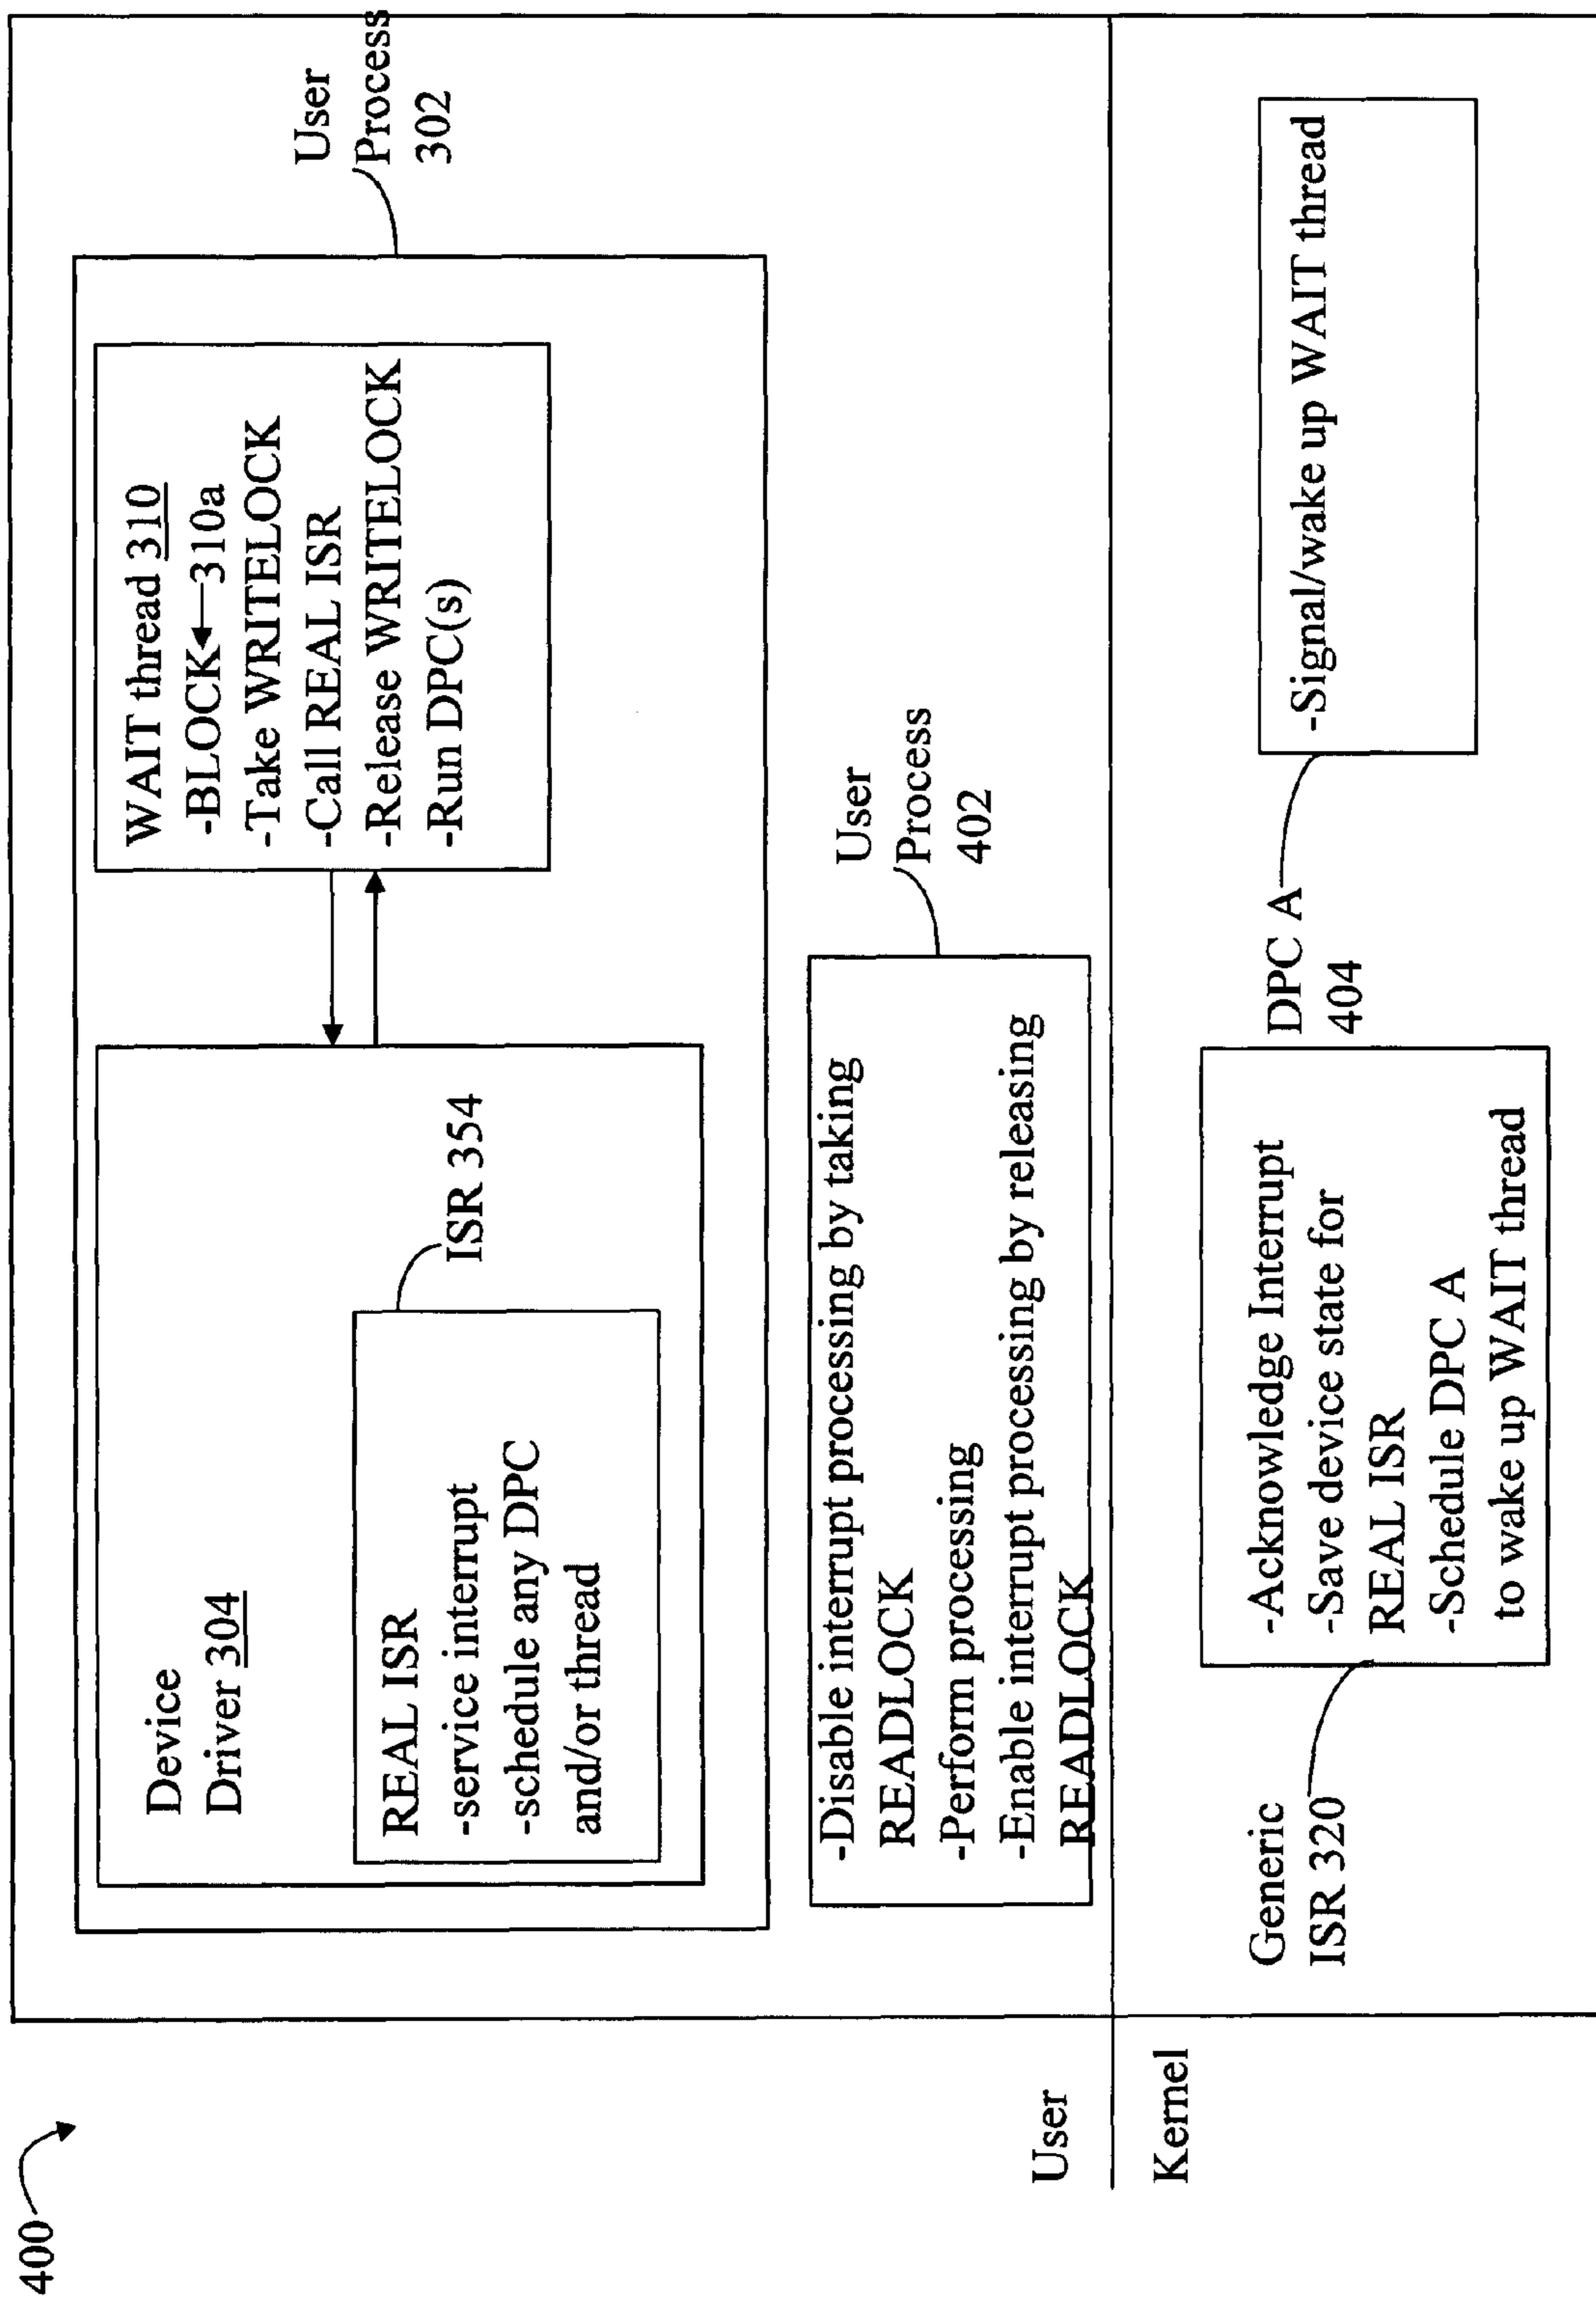 400
User
Process
302
Device
Driver 304
REAL ISR
-service interrupt
-schedule any DPC
and/or thread
ISR 354
WAIT thread 310
-BLOCK 310a
-Take WRITELOCK
-Call REAL ISR
-Release WRITELOCK
-Run DPC(s)
User
Process
402
-Disable interrupt processing by taking
READLOCK
-Perform processing
-Enable interrupt processing by releasing
READLOCK
User
Kernel
Generic
ISR 320
-Acknowledge Interrupt
-Save device state for
REAL ISR
-Schedule DPC A
to wake up WAIT thread
DPC A
404
-Signal/wake up WAIT thread